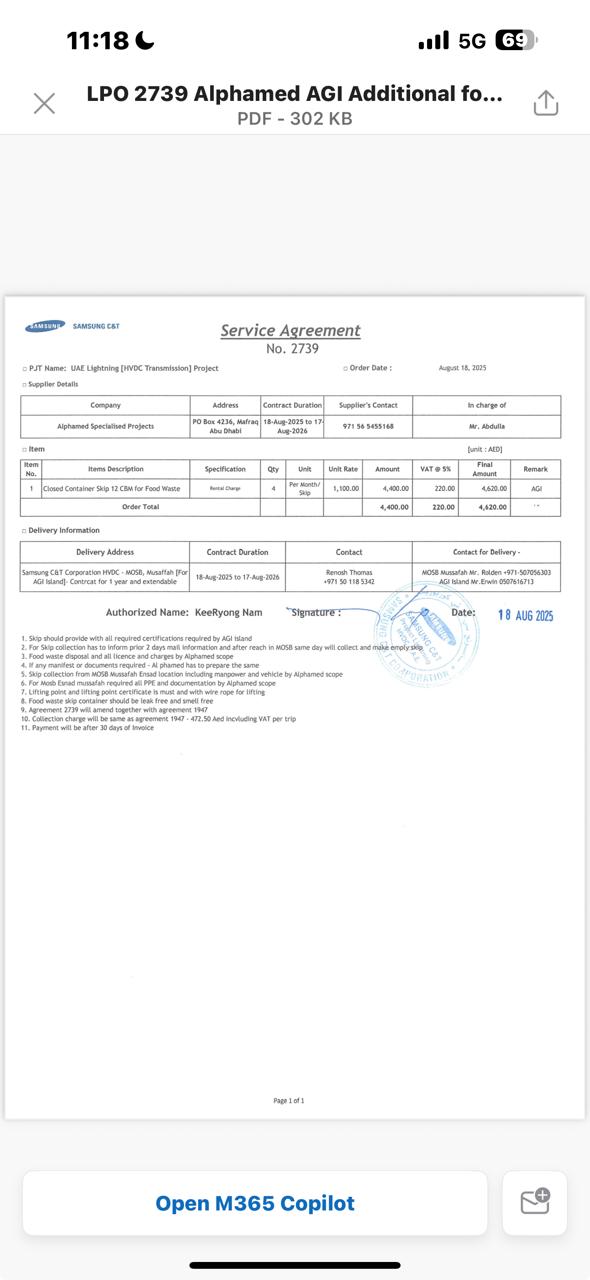 11:18
5G 69
LPO 2739 Alphamed AGI Additional fo...
PDF - 302 KB
SAMSUNG SAMSUNG C&T
Service Agreement
No. 2739
□ PJT Name: UAE Lightning [HVDC Transmission] Project □ Order Date : August 18, 2025
□ Supplier Details
Company Address Contract Duration Supplier's Contact In charge of
Alphamed Specialised Projects PO Box 4236, Mafraq Abu Dhabi 18-Aug-2025 to 17-Aug-2026 971 56 5455168 Mr. Abdulla
□ Item [unit : AED]
Item No. Items Description Specification Qty Unit Unit Rate Amount VAT @ 5% Final Amount Remark
1 Closed Container Skip 12 CBM for Food Waste Rental Charge 4 Per Month/ Skip 1,100.00 4,400.00 220.00 4,620.00 AGI
Order Total 4,400.00 220.00 4,620.00
□ Delivery Information
Delivery Address Contract Duration Contact Contact for Delivery -
Samsung C&T Corporation HVDC - MOSB, Musaffah [For AGI Island]- Contrcat for 1 year and extendable 18-Aug-2025 to 17-Aug-2026 Renosh Thomas +971 50 118 5342 MOSB Mussafah Mr. Rolden +971-507056303 AGI Island Mr.Erwin 0507616713
Authorized Name: KeeRyong Nam Signature : Date: 18 AUG 2025
1. Skip should provide with all required certifications required by AGI Island
2. For Skip collection has to inform prior 2 days mail information and after reach in MOSB same day will collect and make empty skip
3. Food waste disposal and all licence and charges by Alphamed scope
4. If any manifest or documents required - Al phamed has to prepare the same
5. Skip collection from MOSB Mussafah Ensad location including manpower and vehicle by Alphamed scope
6. For Mosb Esnad mussafah required all PPE and documentation by Alphamed scope
7. Lifting point and lifting point certificate is must and with wire rope for lifting
8. Food waste skip container should be leak free and smell free
9. Agreement 2739 will amend together with agreement 1947
10. Collection charge will be same as agreement 1947 - 472.50 Aed incvluding VAT per trip
11. Payment will be after 30 days of Invoice
Page 1 of 1
Open M365 Copilot